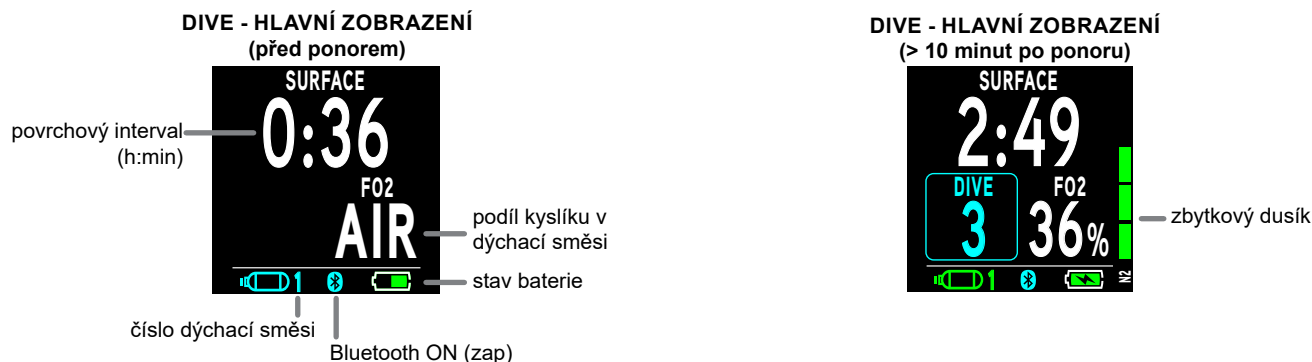 DIVE - HLAVNÍ ZOBRAZENÍ
(před ponorem)
SURFACE
0:36
povrchový interval
(h:min)
FO2
AIR
podíl kyslíku v
dýchací směsi
1
stav baterie
číslo dýchací směsi
Bluetooth ON (zap)
DIVE - HLAVNÍ ZOBRAZENÍ
(> 10 minut po ponoru)
SURFACE
2:49
DIVE
3
FO2
36%
zbytkový dusík
1
N2